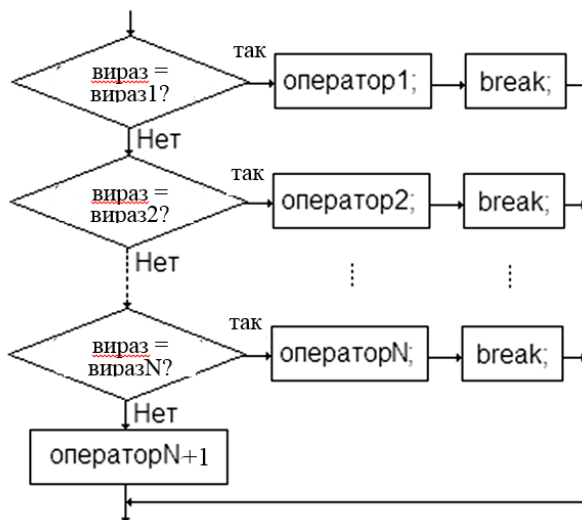 так
вираз =
вираз1?
оператор1;
break;
Нет
так
вираз =
вираз2?
оператор2;
break;
Нет
так
вираз =
виразN?
операторN;
break;
Нет
операторN+1